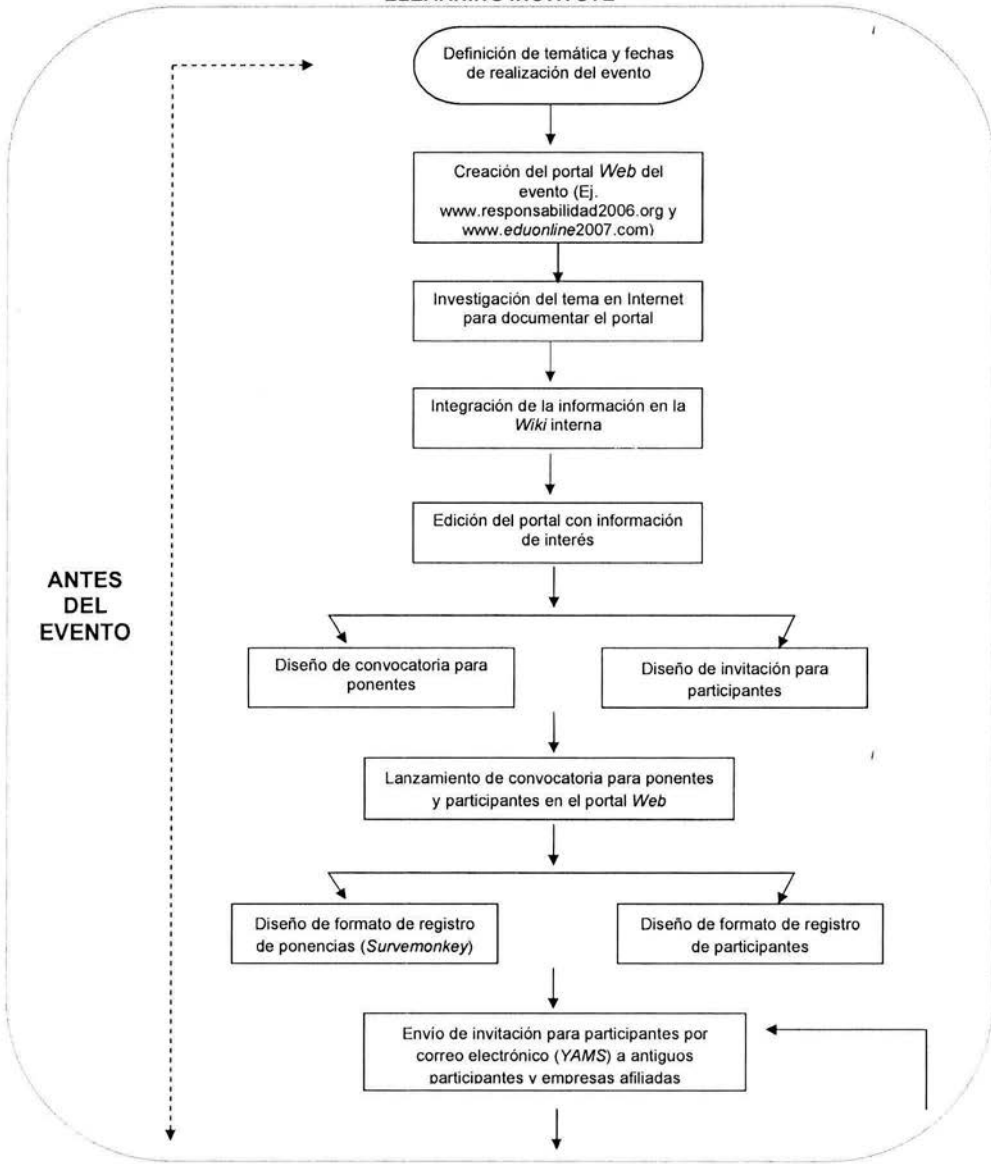 Definición de temática y fechas
de realización del evento
Creación del portal Web del
evento (Ej.
www.responsabilidad2006.org y
www.eduonline2007.com)
Investigación del tema en Internet
para documentar el portal
Integración de la información en la
Wiki interna
Edición del portal con información
de interés
ANTES
DEL
EVENTO
Diseño de convocatoria para
ponentes
Diseño de invitación para
participantes
Lanzamiento de convocatoria para ponentes
y participantes en el portal Web
Diseño de formato de registro
de ponencias (Survemonkey)
Diseño de formato de registro
de participantes
Envío de invitación para participantes por
correo electrónico (YAMS) a antiguos
participantes y empresas afiliadas